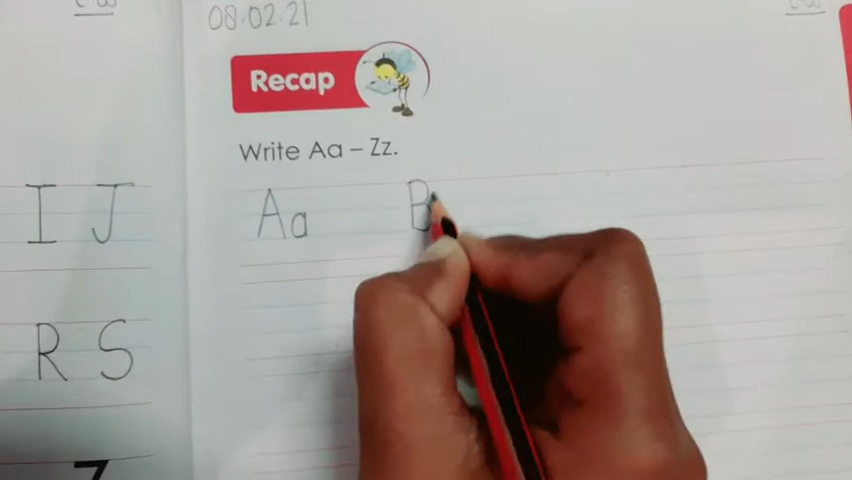 08.02.21
Recap
Write Aa – Zz.
Aa B
I J
R S